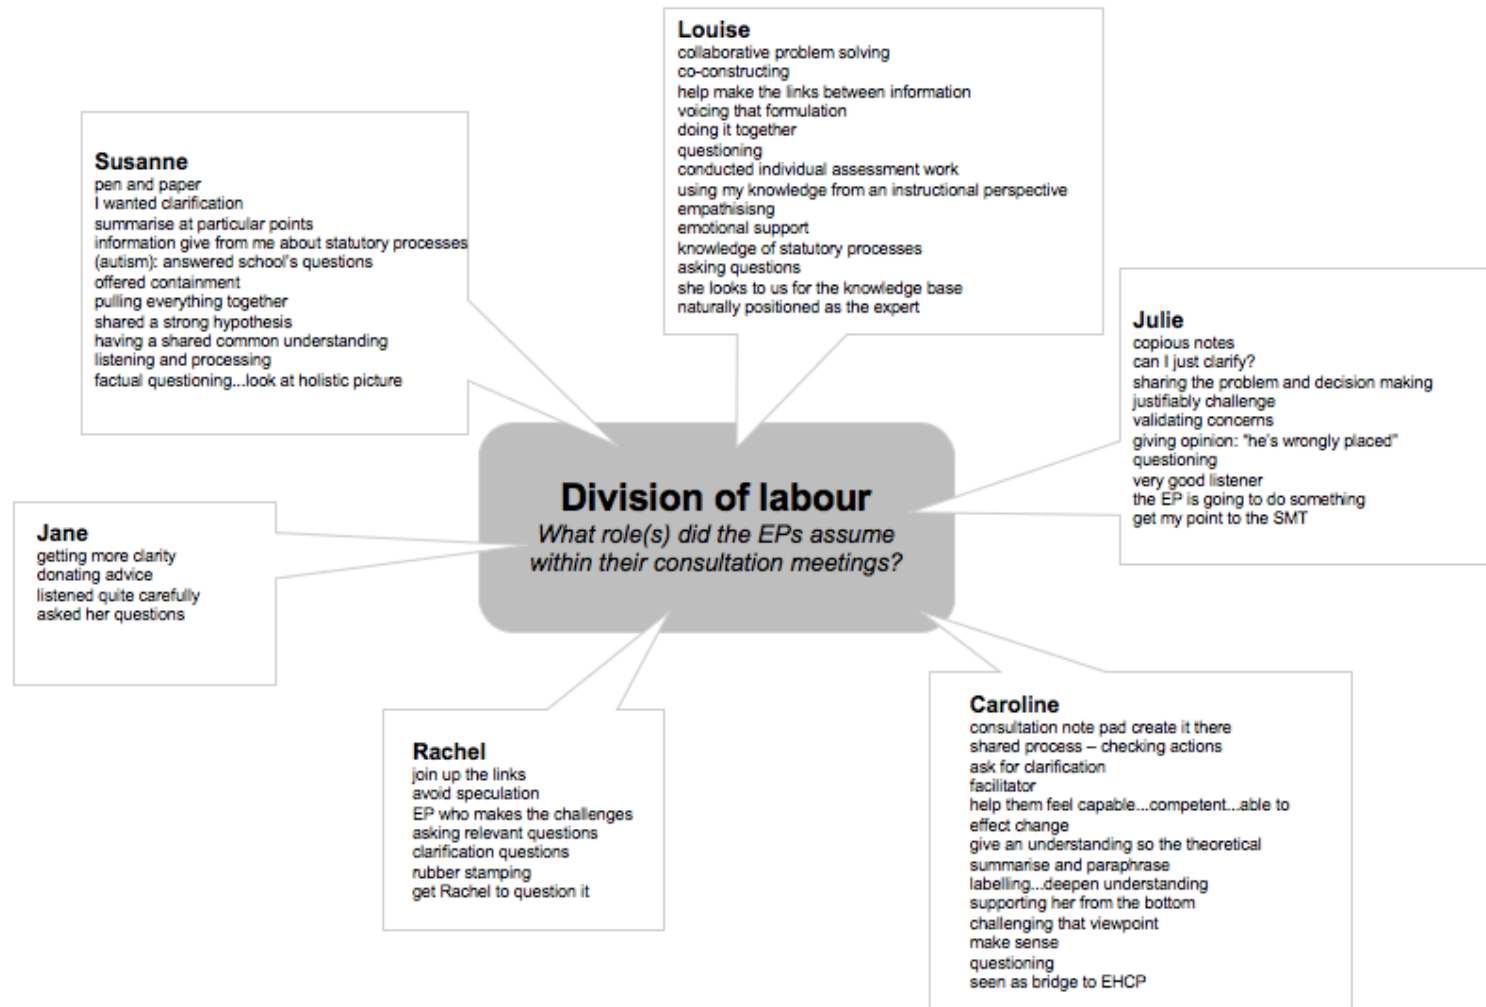 Louise
collaborative problem solving
co-constructing
help make the links between information
voicing that formulation
doing it together
questioning
conducted individual assessment work
using my knowledge from an instructional perspective
empathisisng
emotional support
knowledge of statutory processes
asking questions
she looks to us for the knowledge base
naturally positioned as the expert
Susanne
pen and paper
I wanted clarification
summarise at particular points
information give from me about statutory processes
(autism): answered school's questions
offered containment
pulling everything together
shared a strong hypothesis
having a shared common understanding
listening and processing
factual questioning...look at holistic picture
Julie
copious notes
can I just clarify?
sharing the problem and decision making
justifiably challenge
validating concerns
giving opinion: "he's wrongly placed"
questioning
very good listener
the EP is going to do something
get my point to the SMT
Division of labour
What role(s) did the EPs assume
within their consultation meetings?
Jane
getting more clarity
donating advice
listened quite carefully
asked her questions
Rachel
join up the links
avoid speculation
EP who makes the challenges
asking relevant questions
clarification questions
rubber stamping
get Rachel to question it
Caroline
consultation note pad create it there
shared process – checking actions
ask for clarification
facilitator
help them feel capable...competent...able to
effect change
give an understanding so the theoretical
summarise and paraphrase
labelling...deepen understanding
supporting her from the bottom
challenging that viewpoint
make sense
questioning
seen as bridge to EHCP